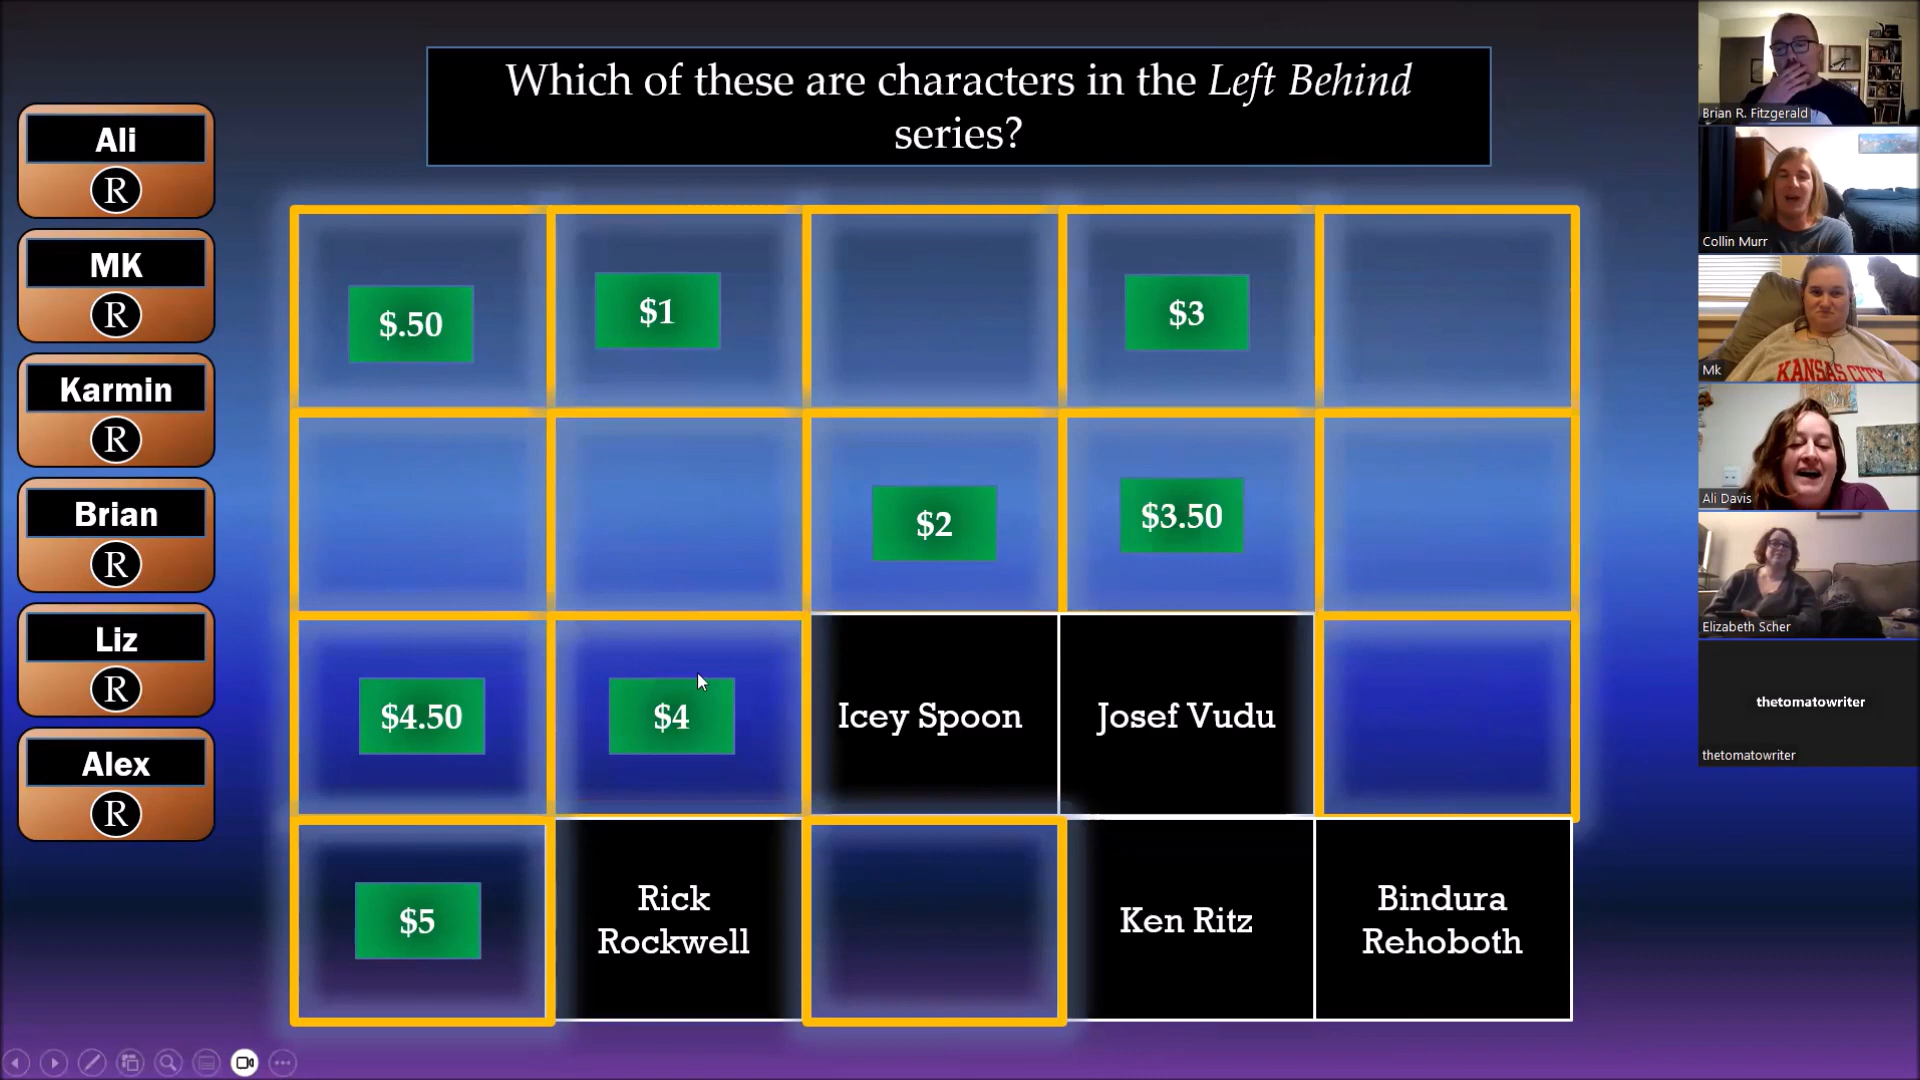 Which of these are characters in the Left Behind
series?
Ali
R
MK
R
Karmin
R
Brian
R
Liz
R
Alex
R
$.50
$1
$3
$2
$3.50
$4.50
$4
Icey Spoon
Josef Vudu
$5
Rick
Rockwell
Ken Ritz
Bindura
Rehoboth
Brian R. Fitzgerald
Collin Murr
KANSAS CITY
Mk
Ali Davis
Elizabeth Scher
thetomatowriter
thetomatowriter